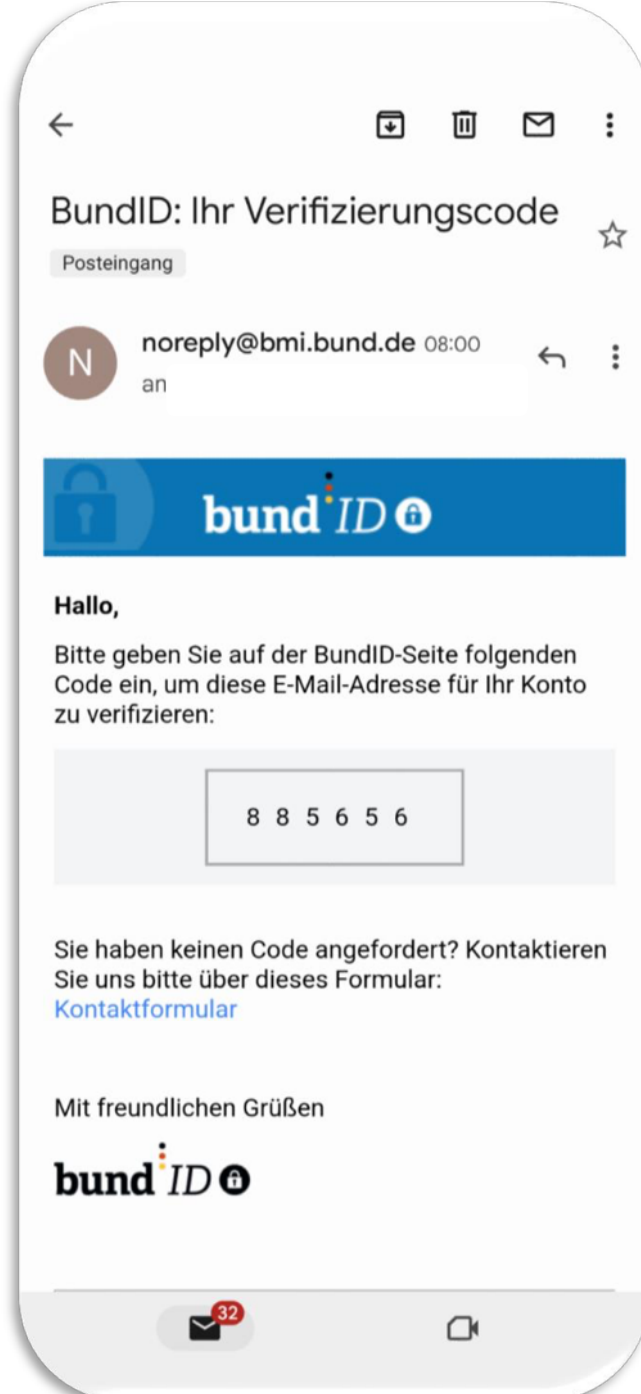 BundID: Ihr Verifizierungscode
Posteingang
N
noreply@bmi.bund.de 08:00
an
bund ID
Hallo,
Bitte geben Sie auf der BundID-Seite folgenden
Code ein, um diese E-Mail-Adresse für Ihr Konto
zu verifizieren:
8 8 5 6 5 6
Sie haben keinen Code angefordert? Kontaktieren
Sie uns bitte über dieses Formular:
Kontaktformular
Mit freundlichen Grüßen
bund ID
32